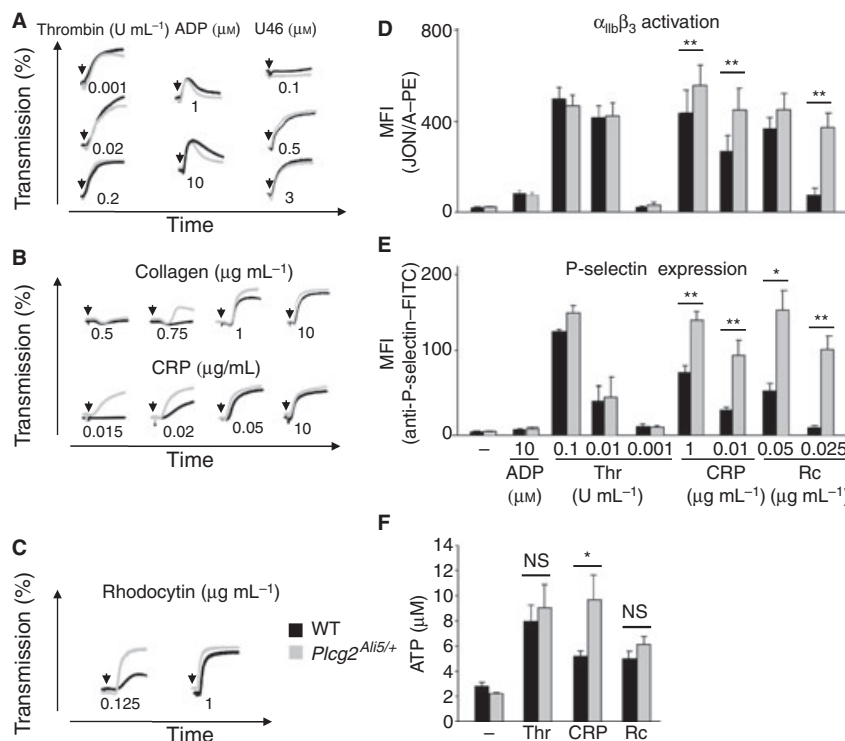 A
Thrombin (U mL⁻¹) ADP (μM) U46 (μM)
Transmission (%)
0.001
1
0.1
0.02
10
0.5
0.2
3
Time
B
Collagen (μg mL⁻¹)
Transmission (%)
0.5 0.75 1 10
CRP (μg/mL)
0.015 0.02 0.05 10
Time
C
Rhodocytin (μg mL⁻¹)
Transmission (%)
0.125 1
Time
WT
Plcg2^Ali5/+
D
αIIbβ3 activation
MFI
(JON/A–PE)
800
400
0
** ** **
E
P-selectin expression
MFI
(anti-P-selectin–FITC)
200
100
0
** ** * **
– 10 0.1 0.01 0.001 1 0.01 0.05 0.025
ADP Thr CRP Rc
(μM) (U mL⁻¹) (μg mL⁻¹) (μg mL⁻¹)
F
ATP (μM)
14
12
10
8
6
4
2
0
NS * NS
– Thr CRP Rc